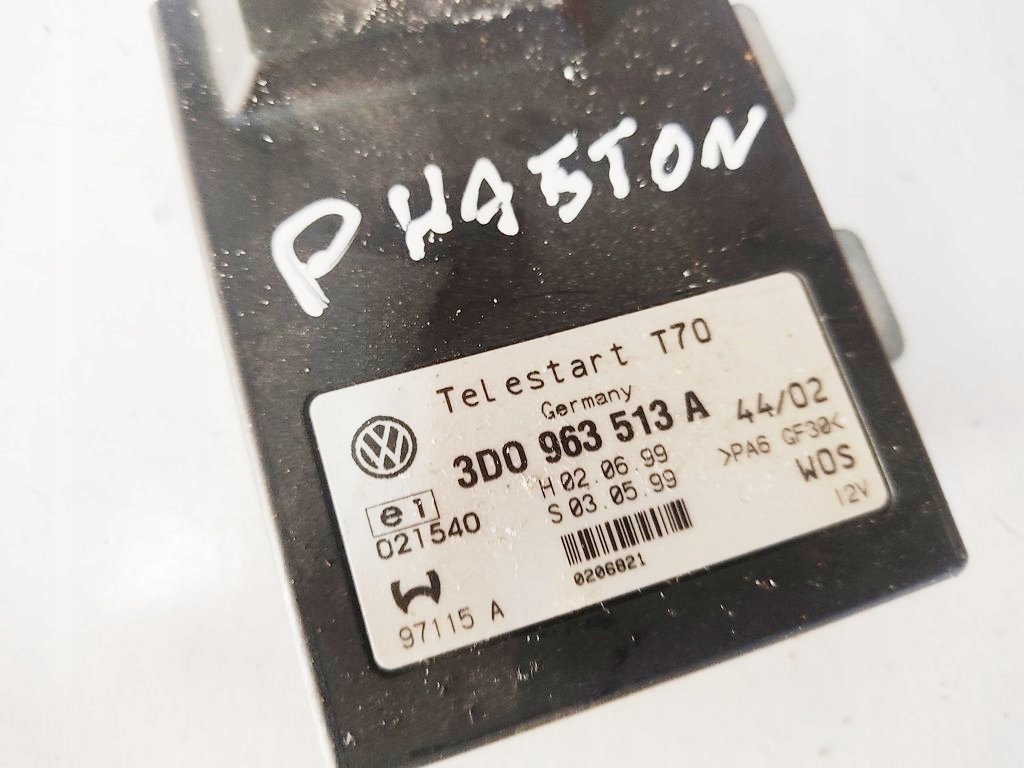 PHAETON
Telestart T70
Germany
3D0 963 513 A 44/02
H 02.06.99 >PA6 GF30<
S 03.05.99 WOS
12V
e1
021540
0206821
97115 A